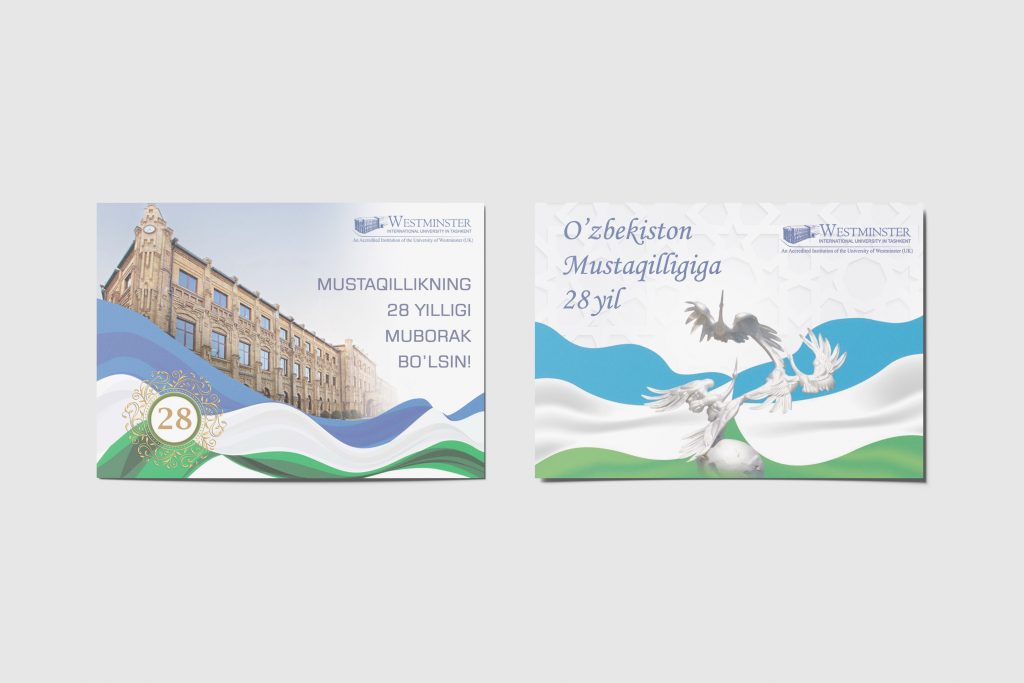 WESTMINSTER
INTERNATIONAL UNIVERSITY IN TASHKENT
An Accredited Institution of the University of Westminster (UK)
MUSTAQILLIKNING
28 YILLIGI
MUBORAK
BO'LSIN!
28
O’zbekiston
Mustaqilligiga
28 yil
WESTMINSTER
INTERNATIONAL UNIVERSITY IN TASHKENT
An Accredited Institution of the University of Westminster (UK)